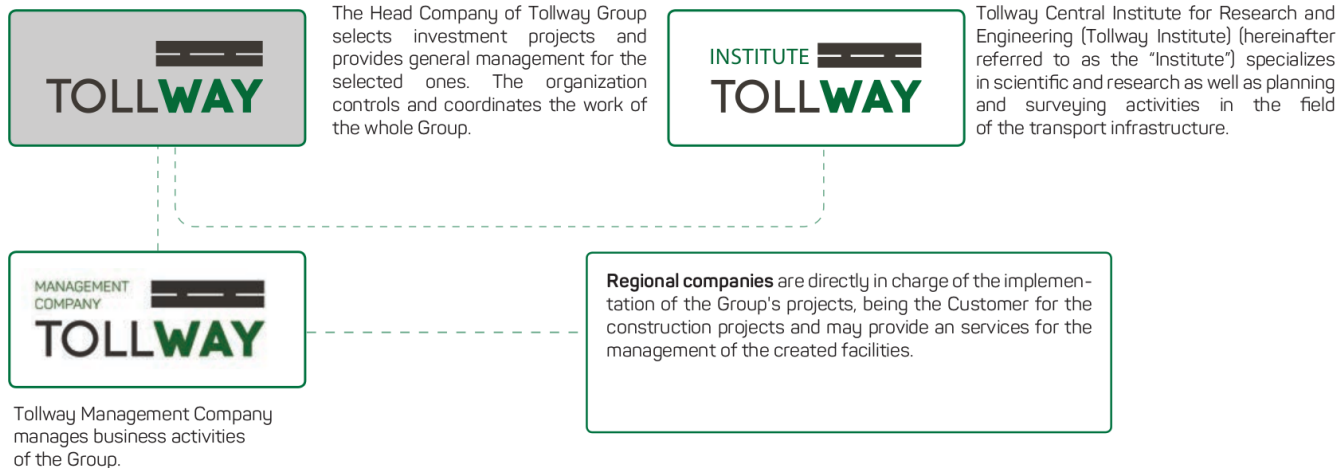 TOLLWAY
The Head Company of Tollway Group
selects investment projects and
provides general management for the
selected ones. The organization
controls and coordinates the work of
the whole Group.
INSTITUTE
TOLLWAY
Tollway Central Institute for Research and
Engineering (Tollway Institute) (hereinafter
referred to as the “Institute”) specializes
in scientific and research as well as planning
and surveying activities in the field
of the transport infrastructure.
MANAGEMENT
COMPANY
TOLLWAY
Tollway Management Company
manages business activities
of the Group.
Regional companies are directly in charge of the implemen-
tation of the Group's projects, being the Customer for the
construction projects and may provide an services for the
management of the created facilities.